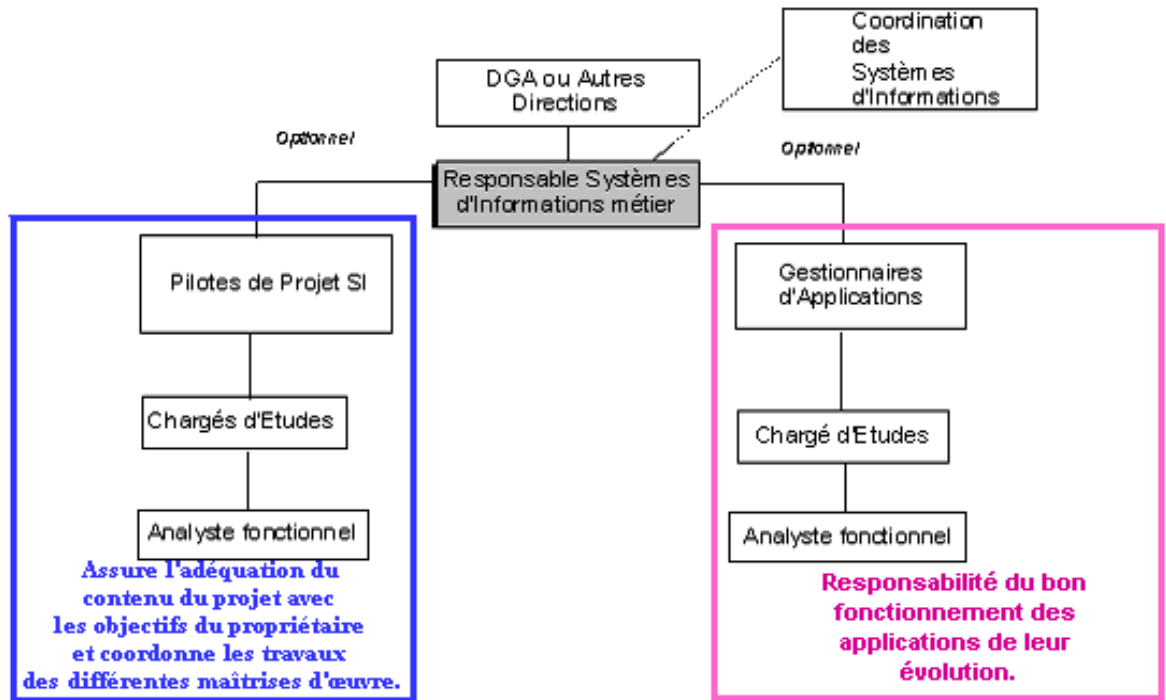 Coordination
des
Systèmes
d'Informations
DGA ou Autres
Directions
Optionnel
Optionnel
Responsable Systèmes
d'Informations métier
Pilotes de Projet SI
Chargés d'Etudes
Analyste fonctionnel
Assure l'adéquation du
contenu du projet avec
les objectifs du propriétaire
et coordonne les travaux
des différentes maîtrises d'œuvre.
Gestionnaires
d'Applications
Chargé d'Etudes
Analyste fonctionnel
Responsabilité du bon
fonctionnement des
applications de leur
évolution.